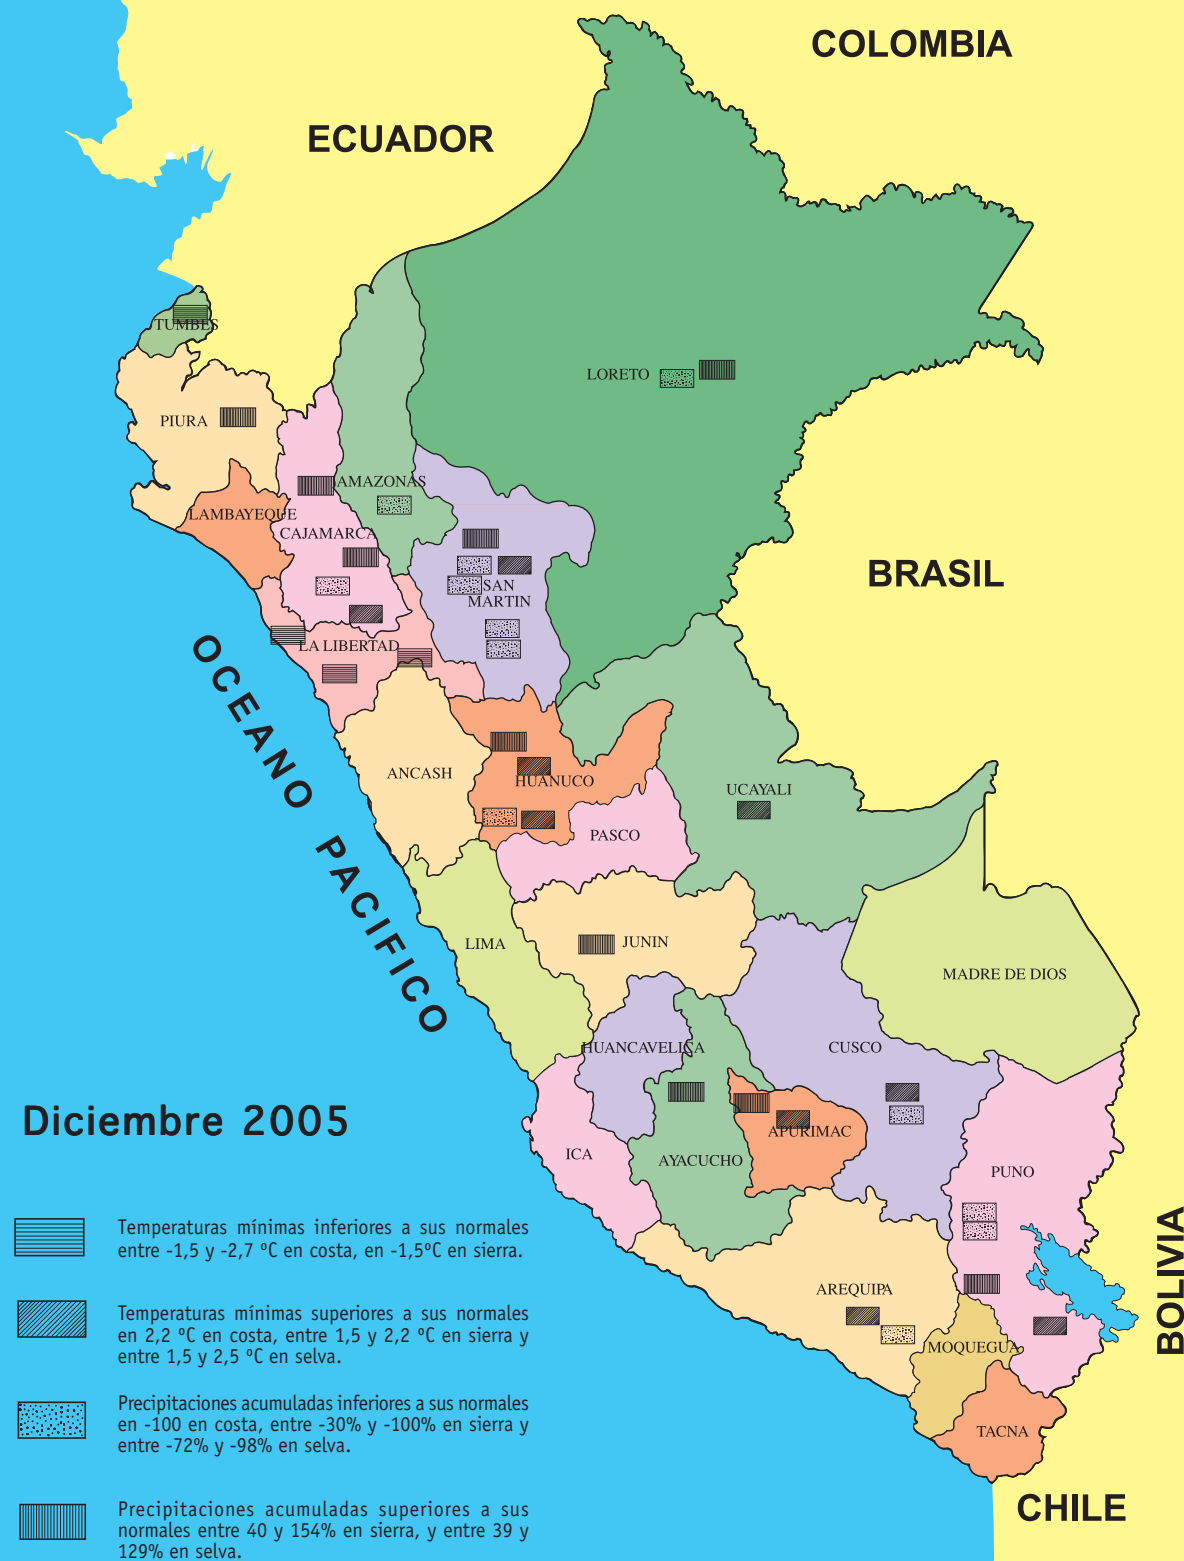 COLOMBIA
ECUADOR
TUMBES
LORETO
PIURA
AMAZONAS
LAMBAYEQUE
CAJAMARCA
BRASIL
SAN
MARTIN
LA LIBERTAD
OCEANO PACIFICO
ANCASH
HUANUCO
UCAYALI
PASCO
LIMA
JUNIN
MADRE DE DIOS
HUANCAVELICA
CUSCO
Diciembre 2005
APURIMAC
ICA
AYACUCHO
PUNO
BOLIVIA
AREQUIPA
MOQUEGUA
TACNA
CHILE
Temperaturas mínimas inferiores a sus normales
entre -1,5 y -2,7 ºC en costa, en -1,5ºC en sierra.
Temperaturas mínimas superiores a sus normales
en 2,2 ºC en costa, entre 1,5 y 2,2 ºC en sierra y
entre 1,5 y 2,5 ºC en selva.
Precipitaciones acumuladas inferiores a sus normales
en -100 en costa, entre -30% y -100% en sierra y
entre -72% y -98% en selva.
Precipitaciones acumuladas superiores a sus
normales entre 40 y 154% en sierra, y entre 39 y
129% en selva.